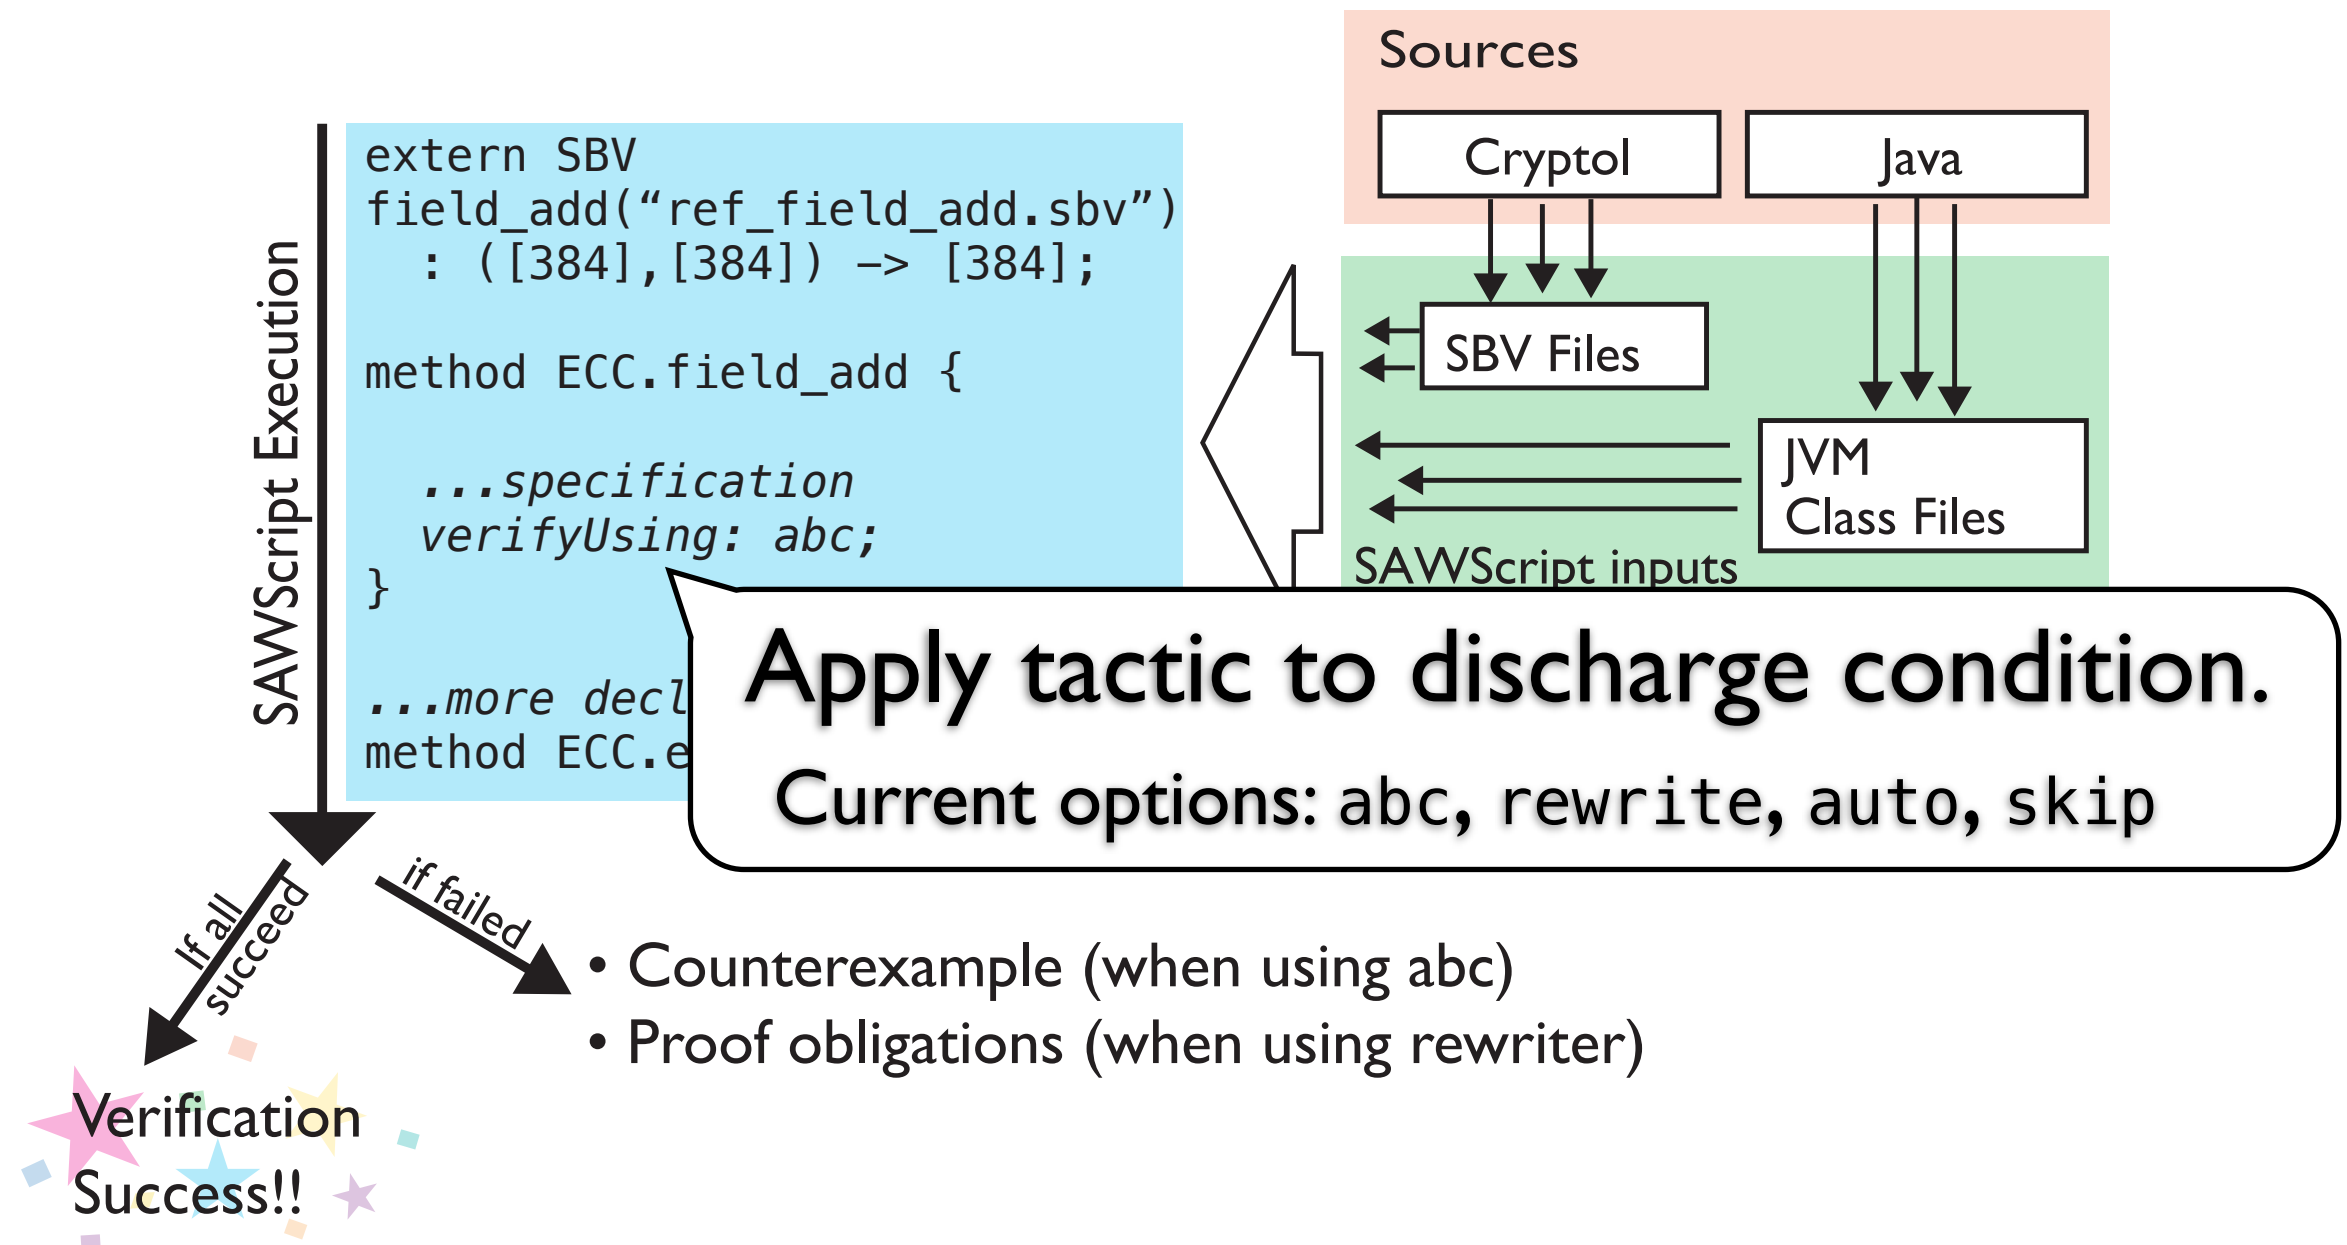 Sources
Cryptol
Java
extern SBV
field_add(“ref_field_add.sbv”)
: ([384],[384]) –> [384];
method ECC.field_add {
...specification
verifyUsing: abc;
}
...more decl
method ECC.e
SAWScript Execution
SBV Files
JVM
Class Files
SAWScript inputs
Apply tactic to discharge condition.
Current options: abc, rewrite, auto, skip
If all
succeed
if failed
• Counterexample (when using abc)
• Proof obligations (when using rewriter)
Verification
Success!!